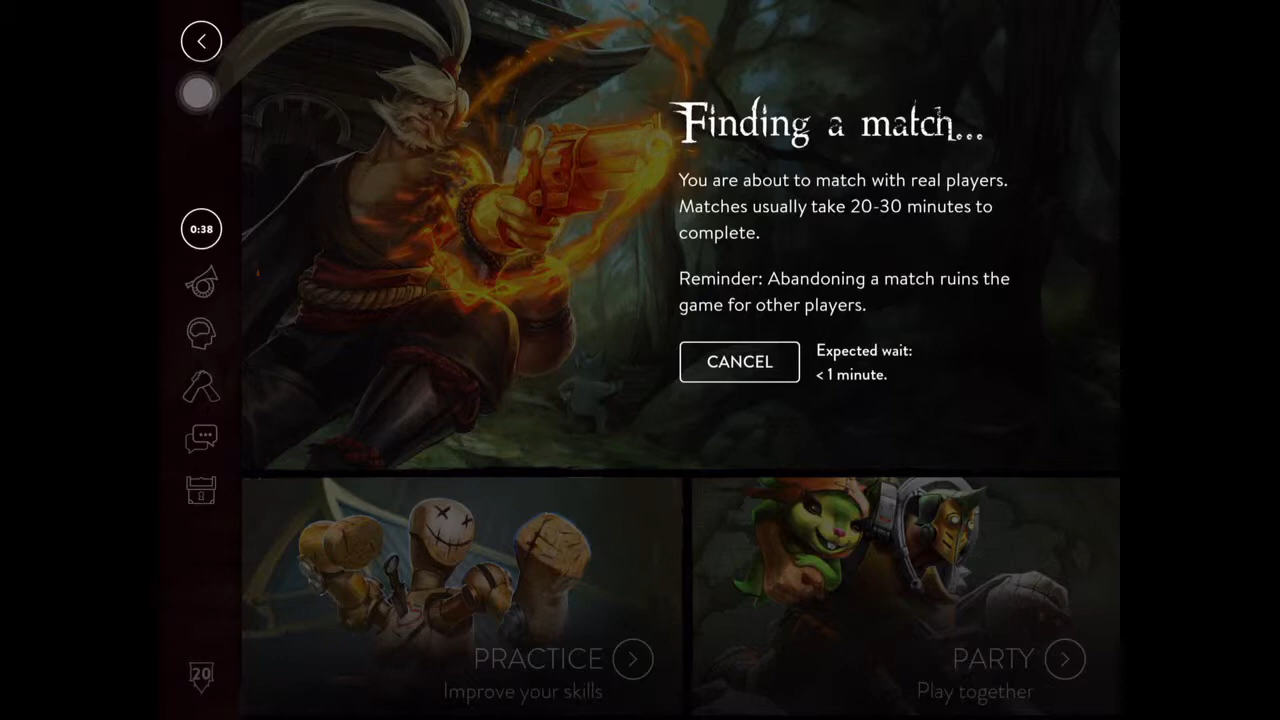 0:38
Finding a match...
You are about to match with real players.
Matches usually take 20-30 minutes to
complete.
Reminder: Abandoning a match ruins the
game for other players.
CANCEL
Expected wait:
< 1 minute.
PRACTICE
Improve your skills
PARTY
Play together
20